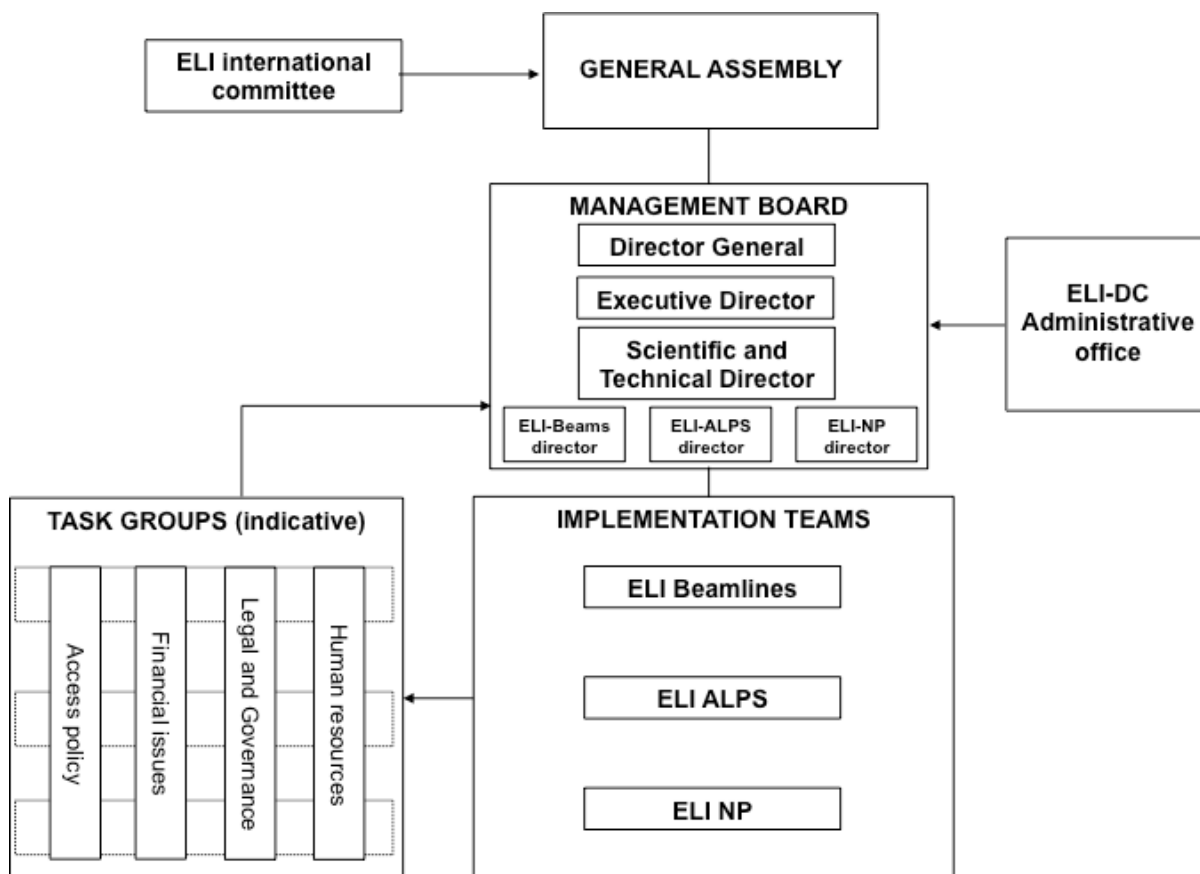 ELI international
committee
GENERAL ASSEMBLY
MANAGEMENT BOARD
Director General
Executive Director
Scientific and
Technical Director
ELI-Beams
director
ELI-ALPS
director
ELI-NP
director
ELI-DC
Administrative
office
TASK GROUPS (indicative)
Access policy
Financial issues
Legal and Governance
Human resources
IMPLEMENTATION TEAMS
ELI Beamlines
ELI ALPS
ELI NP